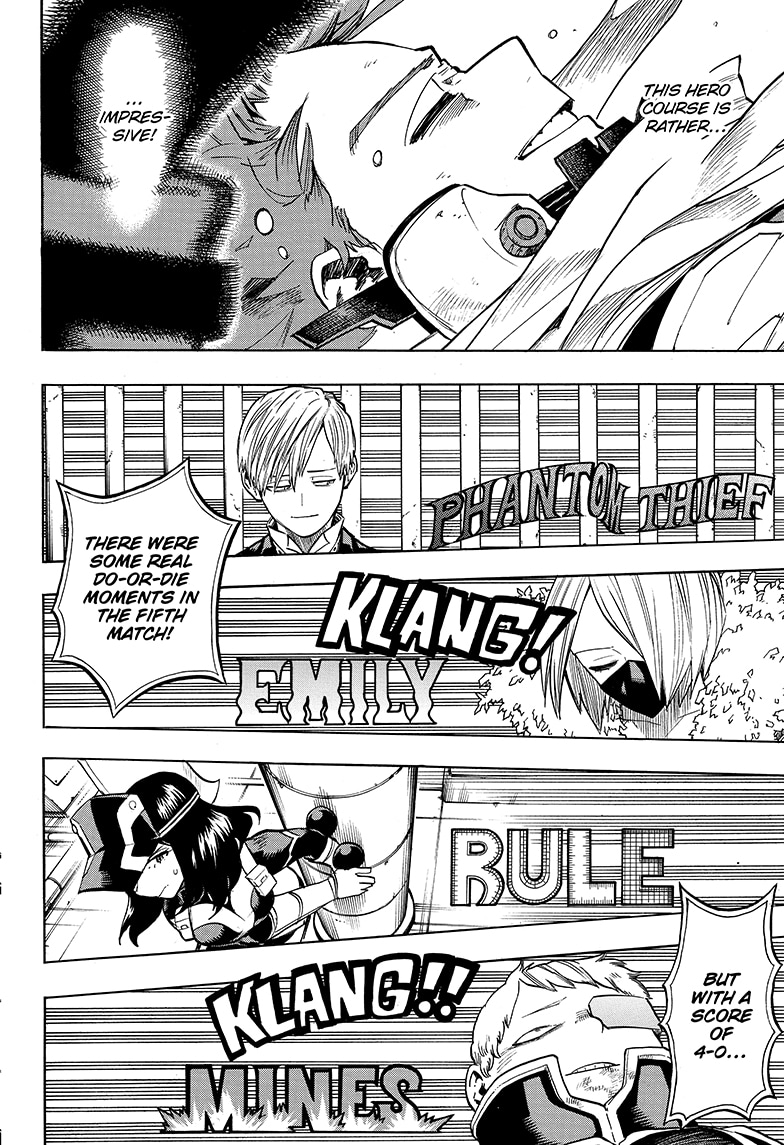 THIS HERO
COURSE IS
RATHER...
...
IMPRES-
SIVE!
PHANTOM THIEF
THERE WERE
SOME REAL
DO-OR-DIE
MOMENTS IN
THE FIFTH
MATCH!
KLANG!
EMILY
RULE
BUT
WITH A
SCORE
OF
4-0...
KLANG!!
MINES